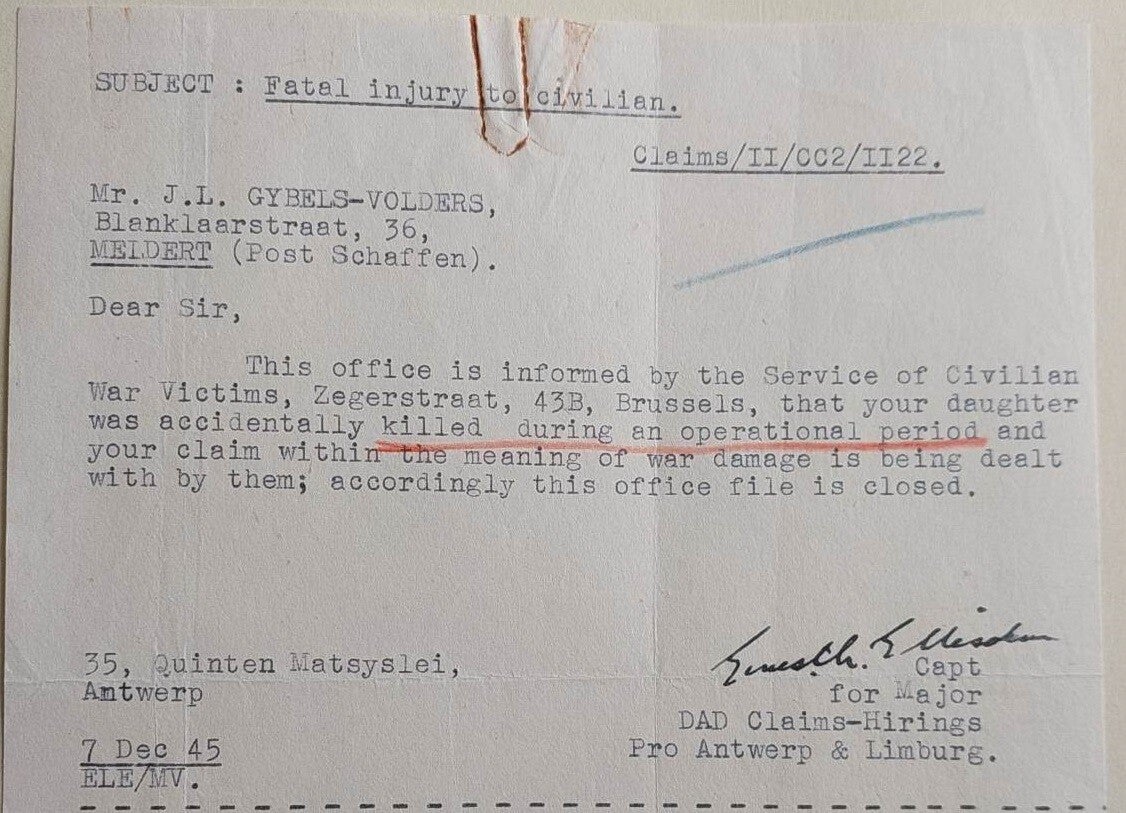 SUBJECT : Fatal injury to civilian.
Claims/II/CC2/II22.
Mr. J.L. GYBELS-VOLDERS,
Blanklaarstraat, 36,
MELDERT (Post Schaffen).
Dear Sir,
This office is informed by the Service of Civilian
War Victims, Zegerstraat, 43B, Brussels, that your daughter
was accidentally killed during an operational period and
your claim within the meaning of war damage is being dealt
with by them; accordingly this office file is closed.
35, Quinten Matsyslei,
Antwerp
Capt
for Major
DAD Claims-Hirings
Pro Antwerp & Limburg.
7 Dec 45
ELE/MV.